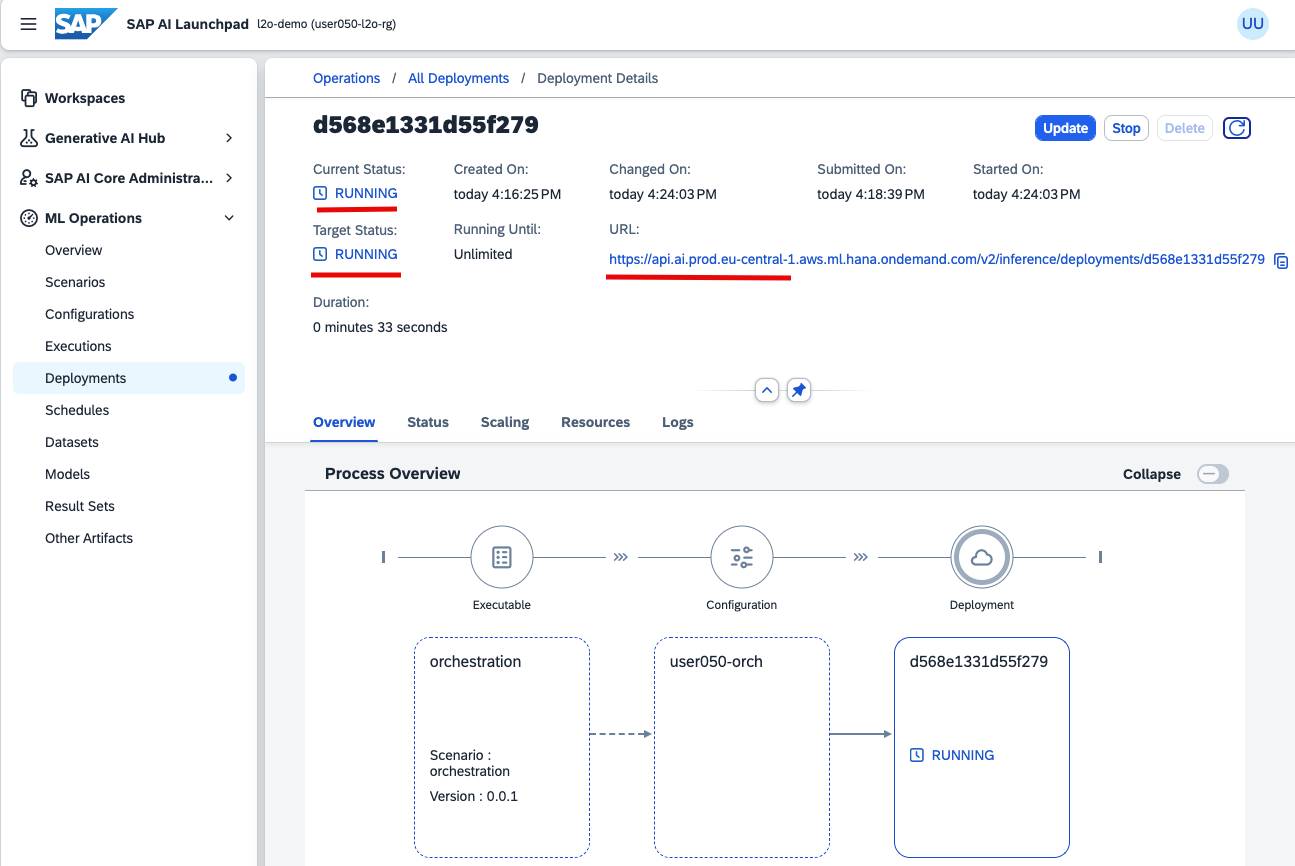 SAP SAP AI Launchpad l2o-demo (user050-l2o-rg) UU
Workspaces
Generative AI Hub
SAP AI Core Administra...
ML Operations
Overview
Scenarios
Configurations
Executions
Deployments
Schedules
Datasets
Models
Result Sets
Other Artifacts
Operations / All Deployments / Deployment Details
d568e1331d55f279
Update Stop Delete
Current Status: Created On: Changed On: Submitted On: Started On:
RUNNING today 4:16:25 PM today 4:24:03 PM today 4:18:39 PM today 4:24:03 PM
Target Status: Running Until: URL:
RUNNING Unlimited https://api.ai.prod.eu-central-1.aws.ml.hana.ondemand.com/v2/inference/deployments/d568e1331d55f279
Duration:
0 minutes 33 seconds
Overview Status Scaling Resources Logs
Process Overview Collapse
Executable Configuration Deployment
orchestration user050-orch d568e1331d55f279
Scenario : RUNNING
orchestration
Version : 0.0.1